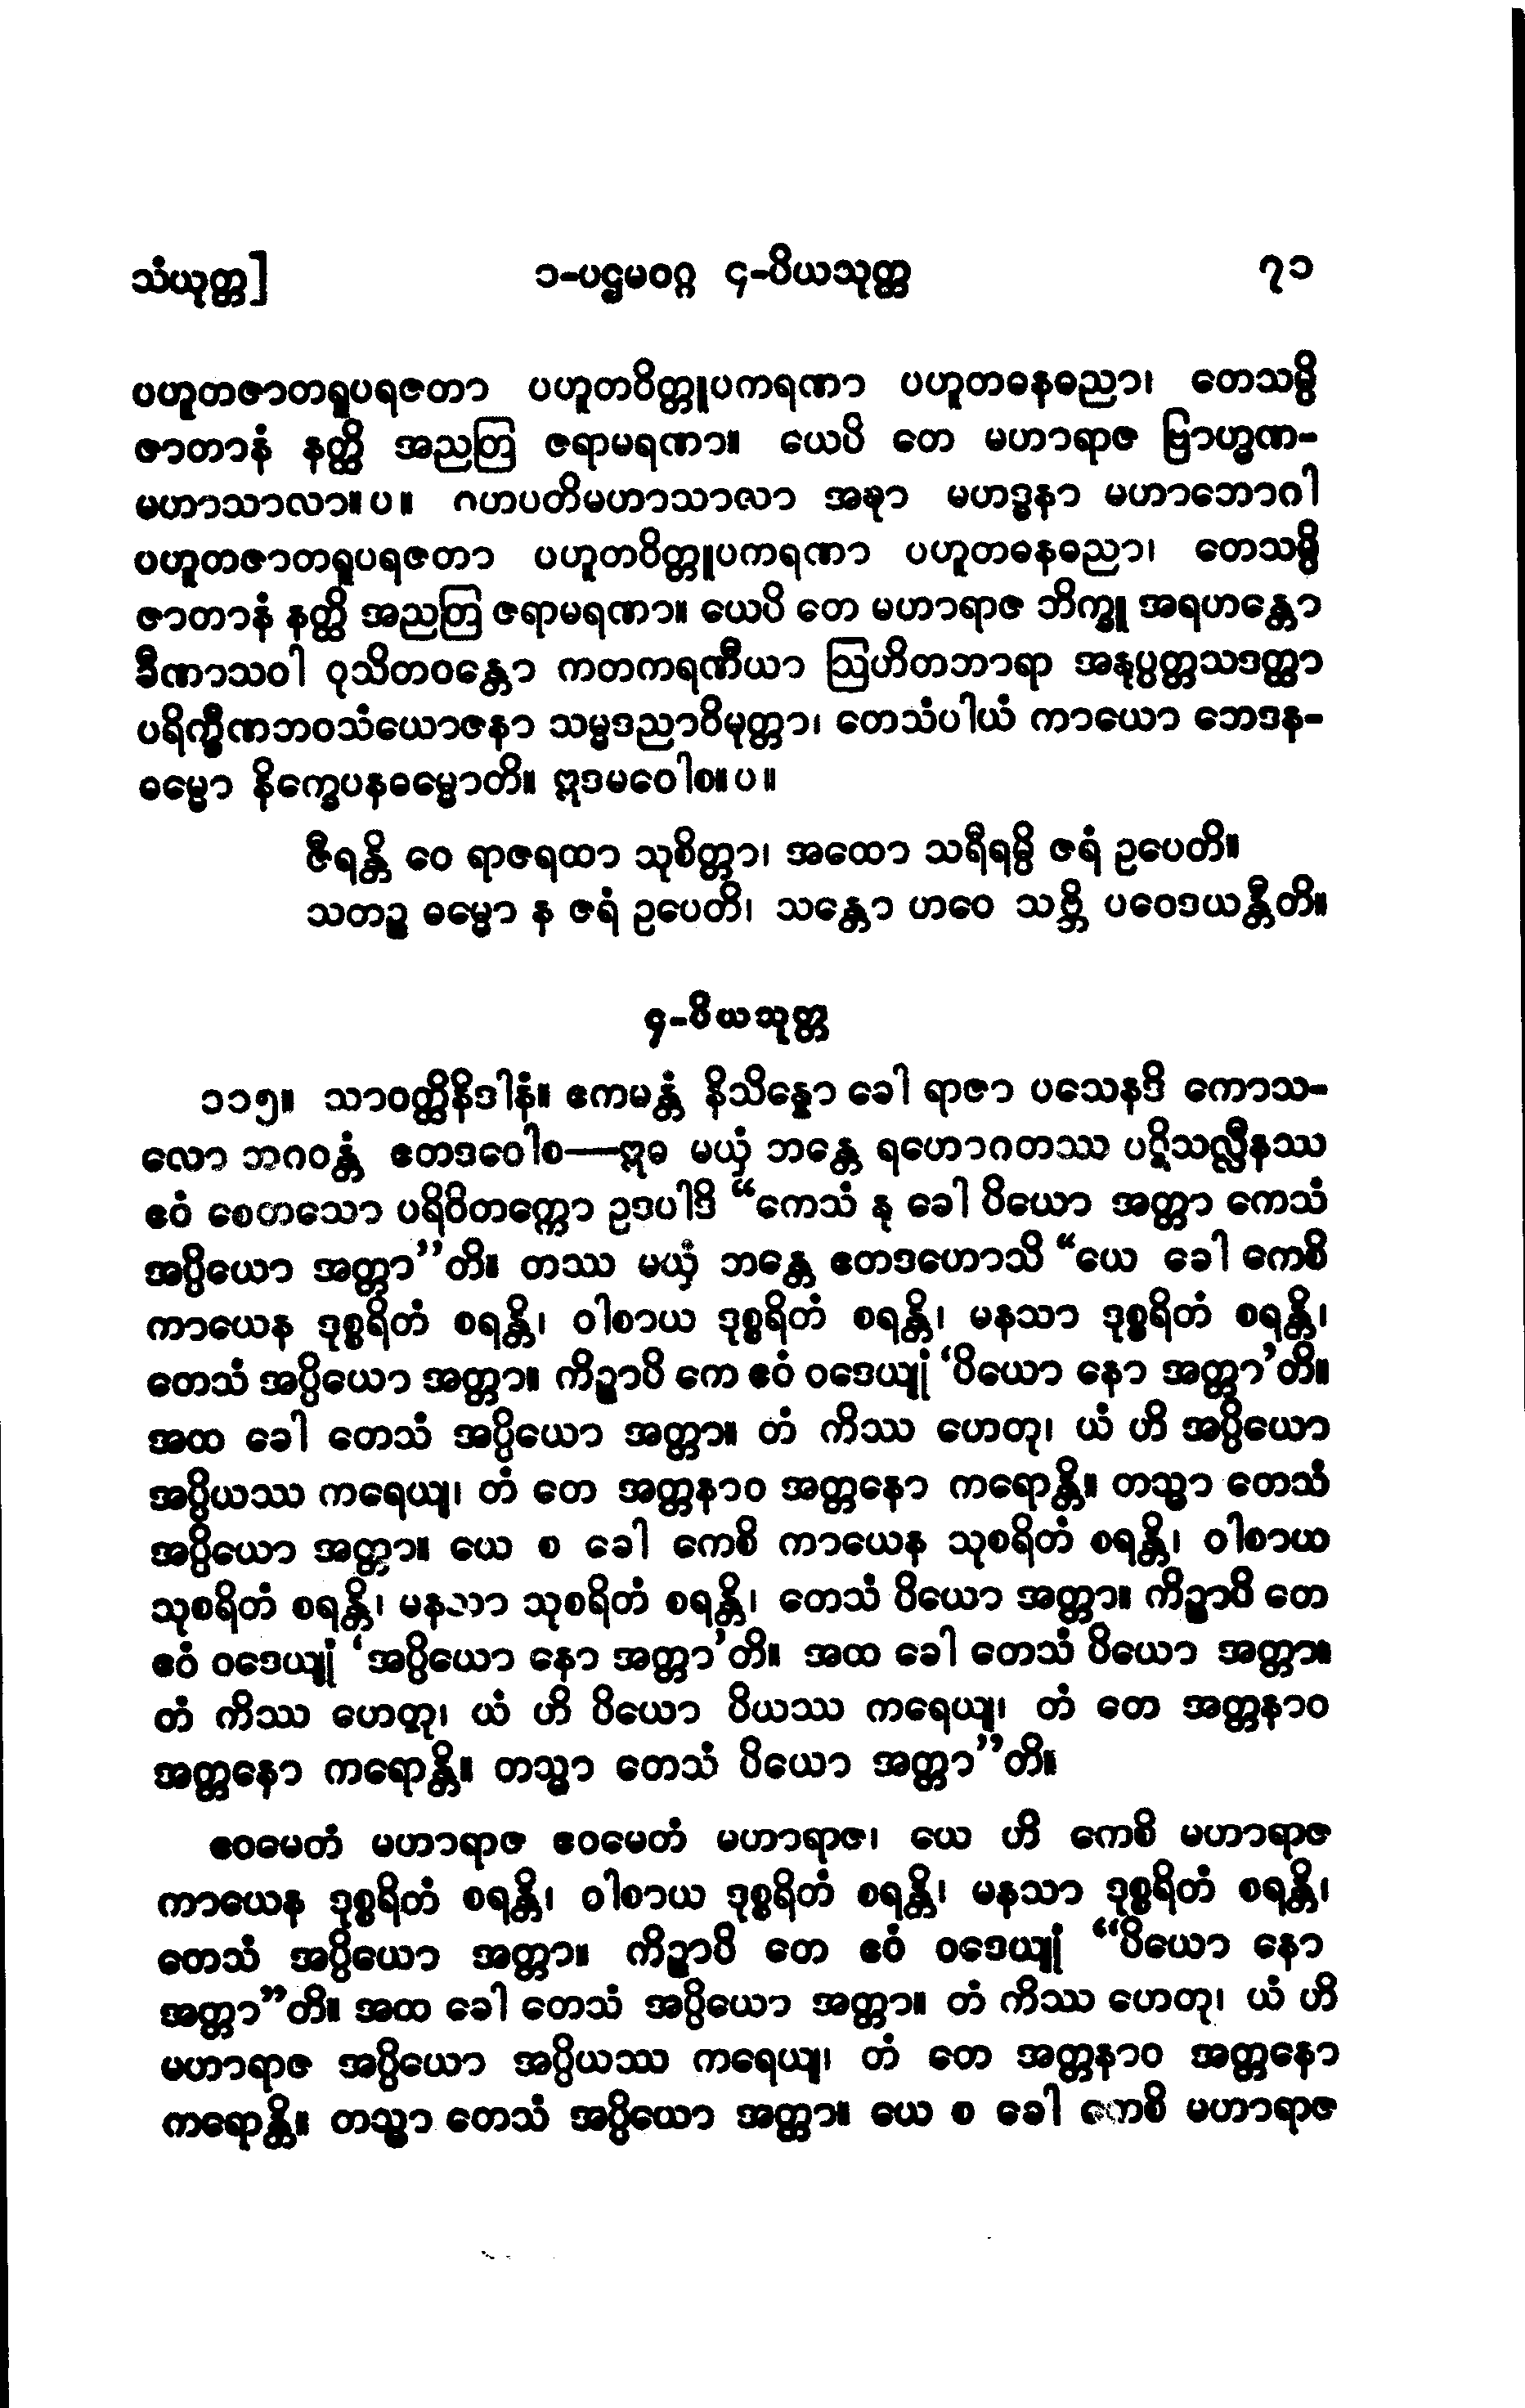 သံယုတ္တ] ၁-ပဌမဝဂ္ဂ ၄-ပိယသုတ္တ ၇၁
ပဟူတဇာတရူပရဇတာ ပဟူတဝိတ္တူပကရဏာ ပဟူတဓနဓညာ၊ တေသမ္ပိ
ဇာတာနံ နတ္ထိ အညတြ ဇရာမရဏာ။ ယေပိ တေ မဟာရာဇ ဗြာဟ္မဏ-
မဟာသာလာ။ပ။ ဂဟပတိမဟာသာလာ အဍ္ဎာ မဟဒ္ဓနာ မဟာဘောဂါ
ပဟူတဇာတရူပရဇတာ ပဟူတဝိတ္တူပကရဏာ ပဟူတဓနဓညာ၊ တေသမ္ပိ
ဇာတာနံ နတ္ထိ အညတြ ဇရာမရဏာ။ ယေပိ တေ မဟာရာဇ ဘိက္ခူ အရဟန္တော
ခီဏာသဝါ ဝုသိတဝန္တော ကတကရဏီယာ ဩဟိတဘာရာ အနုပ္ပတ္တသဒတ္ထာ
ပရိက္ခီဏဘဝသံယောဇနာ သမ္မဒညာဝိမုတ္တာ၊ တေသံပါယံ ကာယော ဘေဒန-
ဓမ္မော နိက္ခေပနဓမ္မောတိ။ ဣဒမဝေါစ။ပ။
ဇီရန္တိ ဝေ ရာဇရထာ သုစိတ္တာ၊ အထော သရီရမ္ပိ ဇရံ ဥပေတိ။
သတဉ္စ ဓမ္မော န ဇရံ ဥပေတိ၊ သန္တော ဟဝေ သဗ္ဘိ ပဝေဒယန္တီတိ။
၄-ပိယသုတ္တ
၁၁၅။ သာဝတ္ထိနိဒါနံ။ ဧကမန္တံ နိသိန္နော ခေါ ရာဇာ ပသေနဒိ ကောသ-
လော ဘဂဝန္တံ ဧတဒဝေါစ—ဣဓ မယှံ ဘန္တေ ရဟောဂတဿ ပဋိသလ္လီနဿ
ဧဝံ စေတသော ပရိဝိတက္ကော ဥဒပါဒိ “ကေသံ နု ခေါ ပိယော အတ္တာ ကေသံ
အပ္ပိယော အတ္တာ”တိ။ တဿ မယှံ ဘန္တေ ဧတဒဟောသိ “ယေ ခေါ ကေစိ
ကာယေန ဒုစ္စရိတံ စရန္တိ၊ ဝါစာယ ဒုစ္စရိတံ စရန္တိ၊ မနသာ ဒုစ္စရိတံ စရန္တိ၊
တေသံ အပ္ပိယော အတ္တာ။ ကိဉ္စာပိ ကေ ဧဝံ ဝဒေယျုံ ‘ပိယော နော အတ္တာ’တိ။
အထ ခေါ တေသံ အပ္ပိယော အတ္တာ။ တံ ကိဿ ဟေတု၊ ယံ ဟိ အပ္ပိယော
အပ္ပိယဿ ကရေယျ၊ တံ တေ အတ္တနာဝ အတ္တနော ကရောန္တိ။ တသ္မာ တေသံ
အပ္ပိယော အတ္တာ။ ယေ စ ခေါ ကေစိ ကာယေန သုစရိတံ စရန္တိ၊ ဝါစာယ
သုစရိတံ စရန္တိ၊ မနသာ သုစရိတံ စရန္တိ၊ တေသံ ပိယော အတ္တာ။ ကိဉ္စာပိ တေ
ဧဝံ ဝဒေယျုံ ‘အပ္ပိယော နော အတ္တာ’တိ။ အထ ခေါ တေသံ ပိယော အတ္တာ။
တံ ကိဿ ဟေတု၊ ယံ ဟိ ပိယော ပိယဿ ကရေယျ၊ တံ တေ အတ္တနာဝ
အတ္တနော ကရောန္တိ။ တသ္မာ တေသံ ပိယော အတ္တာ”တိ။
ဧဝမေတံ မဟာရာဇ ဧဝမေတံ မဟာရာဇ၊ ယေ ဟိ ကေစိ မဟာရာဇ
ကာယေန ဒုစ္စရိတံ စရန္တိ၊ ဝါစာယ ဒုစ္စရိတံ စရန္တိ၊ မနသာ ဒုစ္စရိတံ စရန္တိ၊
တေသံ အပ္ပိယော အတ္တာ။ ကိဉ္စာပိ တေ ဧဝံ ဝဒေယျုံ “ပိယော နော
အတ္တာ”တိ။ အထ ခေါ တေသံ အပ္ပိယော အတ္တာ။ တံ ကိဿ ဟေတု၊ ယံ ဟိ
မဟာရာဇ အပ္ပိယော အပ္ပိယဿ ကရေယျ၊ တံ တေ အတ္တနာဝ အတ္တနော
ကရောန္တိ။ တသ္မာ တေသံ အပ္ပိယော အတ္တာ။ ယေ စ ခေါ ကေစိ မဟာရာဇ